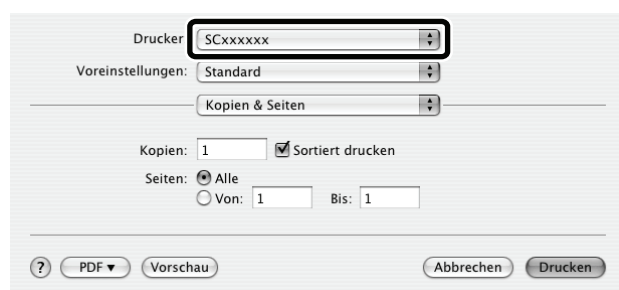 Drucker SCxxxxxx
Voreinstellungen: Standard
Kopien & Seiten
Kopien: 1 Sortiert drucken
Seiten: Alle
Von: 1 Bis: 1
? PDF▼ Vorschau Abbrechen Drucken